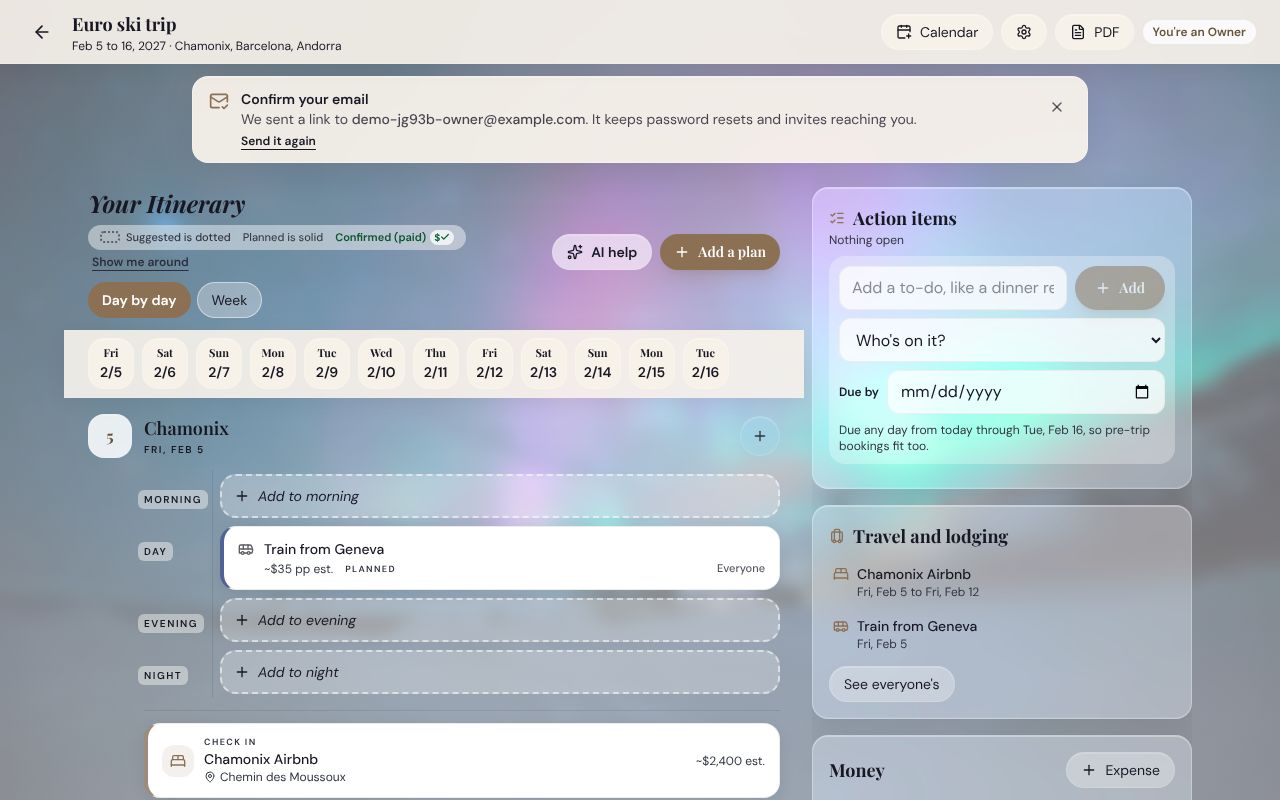 Euro ski trip
Feb 5 to 16, 2027 · Chamonix, Barcelona, Andorra
Calendar
PDF
You're an Owner
Confirm your email
We sent a link to demo-jg93b-owner@example.com. It keeps password resets and invites reaching you.
Send it again
Your Itinerary
Suggested is dotted Planned is solid Confirmed (paid) $✓
Show me around
AI help
+ Add a plan
Day by day
Week
Fri Sat Sun Mon Tue Wed Thu Fri Sat Sun Mon Tue
2/5 2/6 2/7 2/8 2/9 2/10 2/11 2/12 2/13 2/14 2/15 2/16
5
Chamonix
FRI, FEB 5
+
MORNING
+ Add to morning
DAY
Train from Geneva
~$35 pp est. PLANNED
Everyone
EVENING
+ Add to evening
NIGHT
+ Add to night
CHECK IN
Chamonix Airbnb
Chemin des Moussoux
~$2,400 est.
Action items
Nothing open
Add a to-do, like a dinner re
+ Add
Who's on it?
Due by mm/dd/yyyy
Due any day from today through Tue, Feb 16, so pre-trip
bookings fit too.
Travel and lodging
Chamonix Airbnb
Fri, Feb 5 to Fri, Feb 12
Train from Geneva
Fri, Feb 5
See everyone's
Money
+ Expense